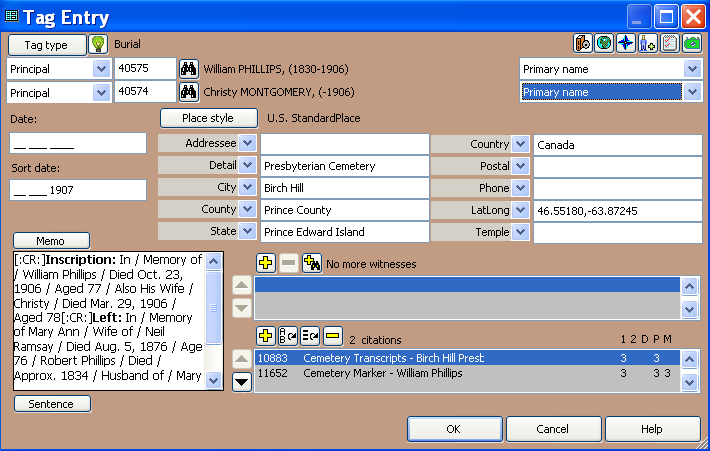 Tag Entry
Tag type Burial
Principal 40575 William PHILLIPS, (1830-1906) Primary name
Principal 40574 Christy MONTGOMERY, (-1906) Primary name
Date: Place style U.S. StandardPlace
__ ___ ____ Addressee Country Canada
Sort date: Detail Presbyterian Cemetery Postal
__ ___ 1907 City Birch Hill Phone
County Prince County LatLong 46.55180,-63.87245
State Prince Edward Island Temple
Memo
[:CR:]Inscription: In / Memory of
/ William Phillips / Died Oct. 23,
1906 / Aged 77 / Also His Wife /
Christy / Died Mar. 29, 1906 /
Aged 78[:CR:]Left: In / Memory
of Mary Ann / Wife of / Neil
Ramsay / Died Aug. 5, 1876 / Age
76 / Robert Phillips / Died /
Approx. 1834 / Husband of / Mary
No more witnesses
2 citations 1 2 D P M
10883 Cemetery Transcripts - Birch Hill Prest 3 3
11652 Cemetery Marker - William Phillips 3 3 3
Sentence
OK Cancel Help